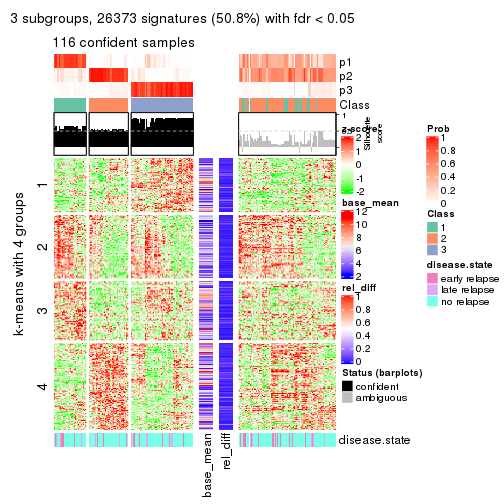 3 subgroups, 26373 signatures (50.8%) with fdr < 0.05
116 confident samples
p1
p2
p3
Class
1
0.5
0
Silhouette
score
k-means with 4 groups
1
2
3
4
base_mean
rel_diff
disease.state
z-score
2
1
0
-1
-2
base_mean
12
10
8
6
4
2
rel_diff
1
0.8
0.6
0.4
0.2
0
Status (barplots)
confident
ambiguous
Prob
1
0.8
0.6
0.4
0.2
0
Class
1
2
3
disease.state
early relapse
late relapse
no relapse